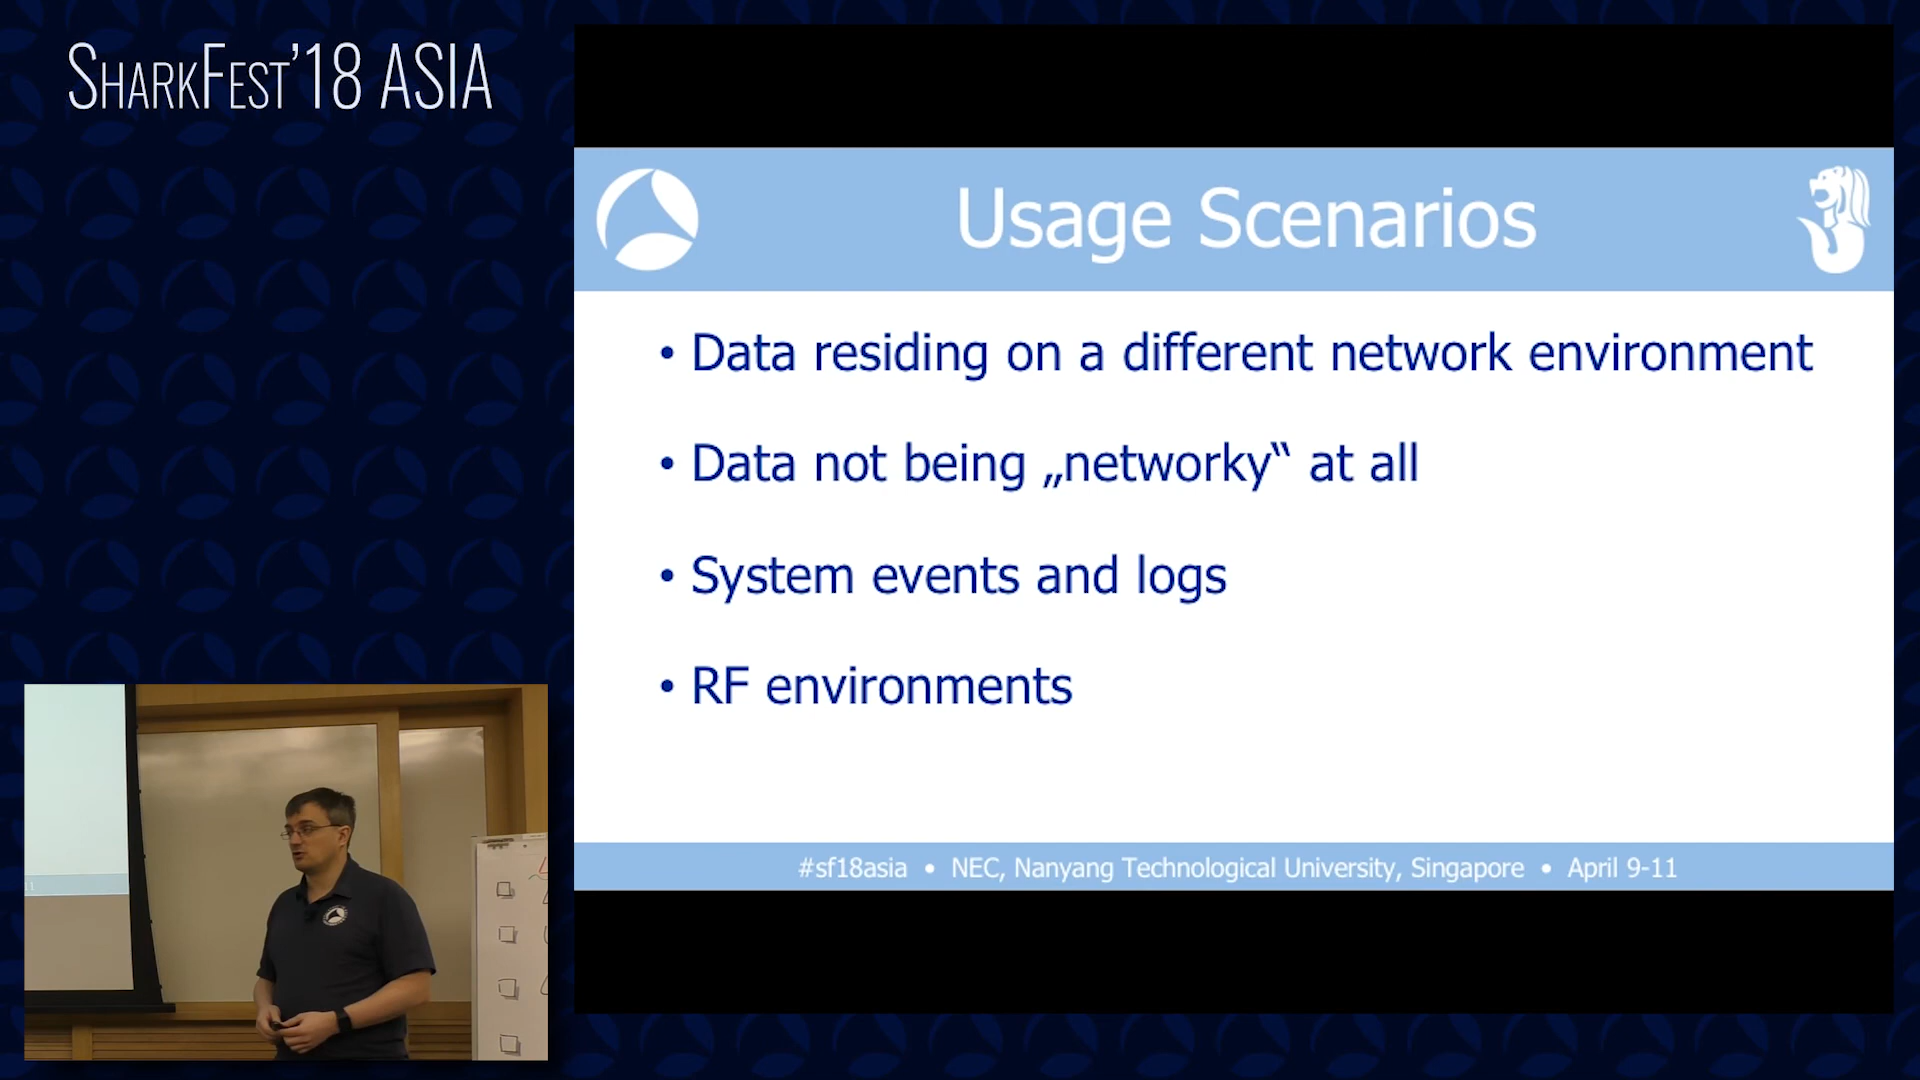 SHARKFEST'18 ASIA
Usage Scenarios
• Data residing on a different network environment
• Data not being „networky“ at all
• System events and logs
• RF environments
#sf18asia • NEC, Nanyang Technological University, Singapore • April 9-11